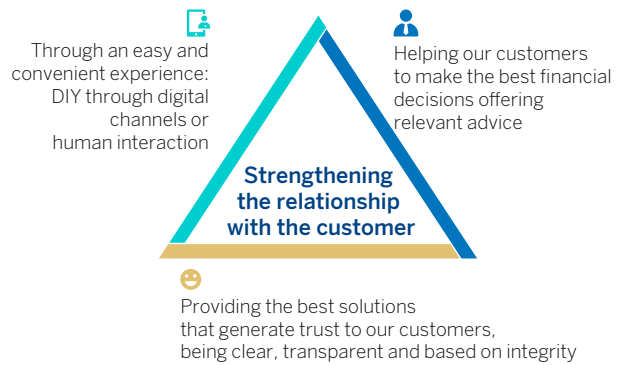 Through an easy and
convenient experience:
DIY through digital
channels or
human interaction
Helping our customers
to make the best financial
decisions offering
relevant advice
Strengthening
the relationship
with the customer
Providing the best solutions
that generate trust to our customers,
being clear, transparent and based on integrity